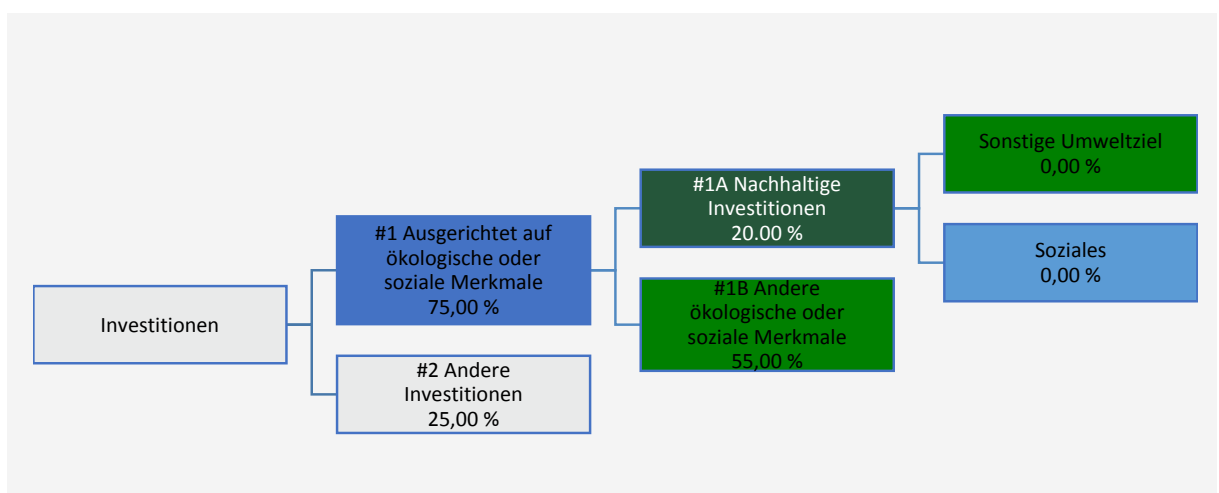 Investitionen
#1 Ausgerichtet auf
ökologische oder
soziale Merkmale
75,00 %
#2 Andere
Investitionen
25,00 %
#1A Nachhaltige
Investitionen
20.00 %
#1B Andere
ökologische oder
soziale Merkmale
55,00 %
Sonstige Umweltziel
0,00 %
Soziales
0,00 %